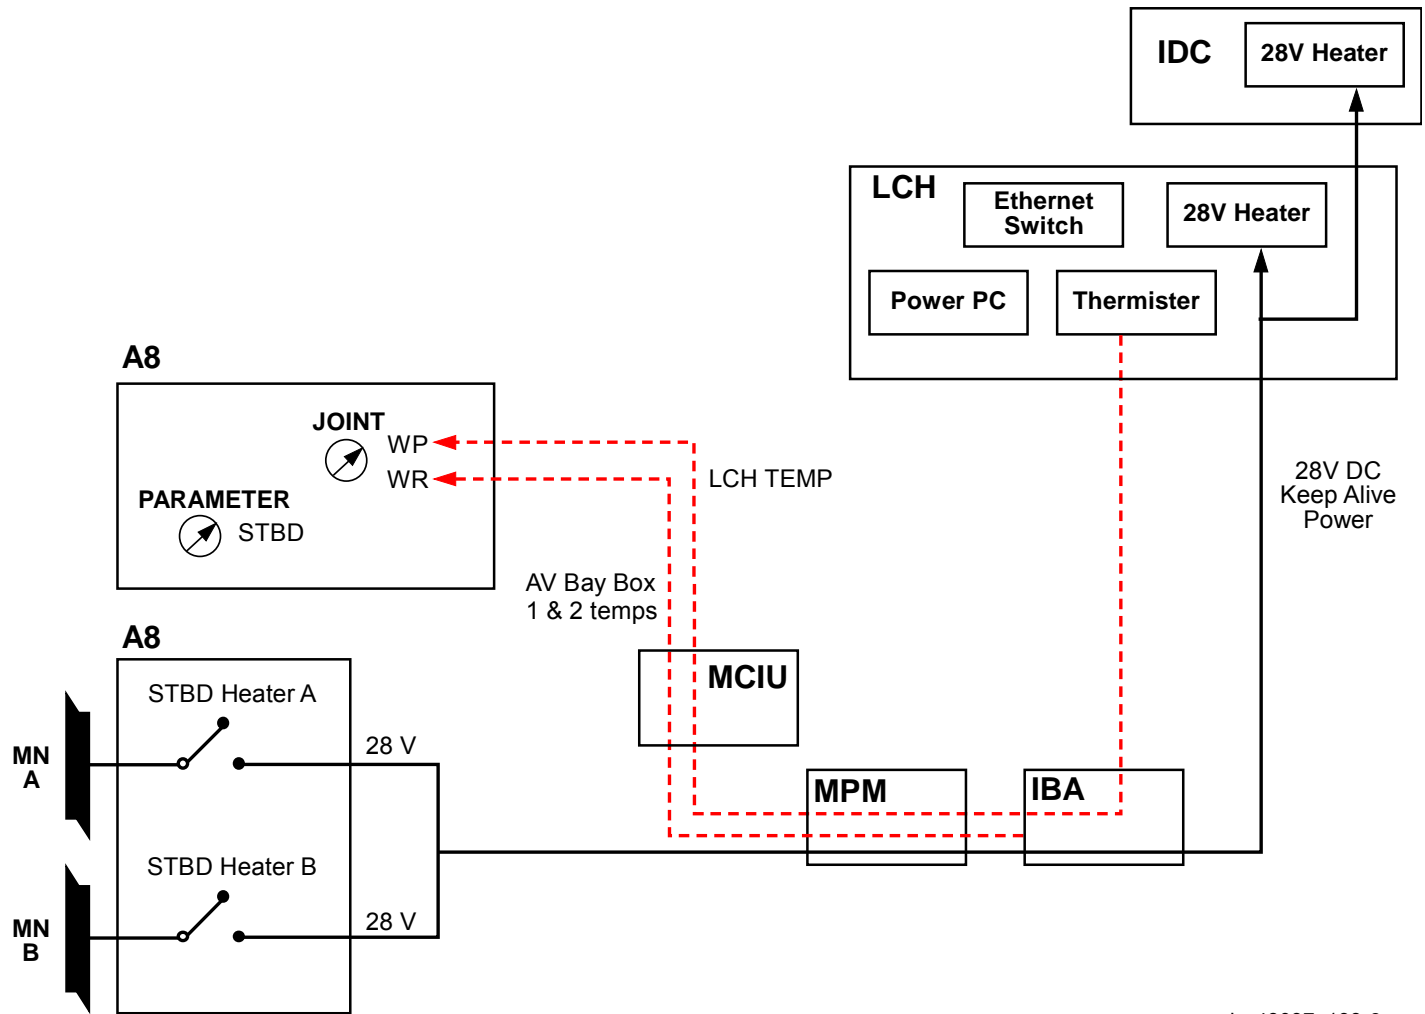 IDC
28V Heater
LCH
Ethernet
Switch
28V Heater
Power PC
Thermister
A8
JOINT
WP
WR
PARAMETER
STBD
LCH TEMP
28V DC
Keep Alive
Power
AV Bay Box
1 & 2 temps
A8
STBD Heater A
MCIU
MN
A
28 V
MPM
IBA
STBD Heater B
MN
B
28 V